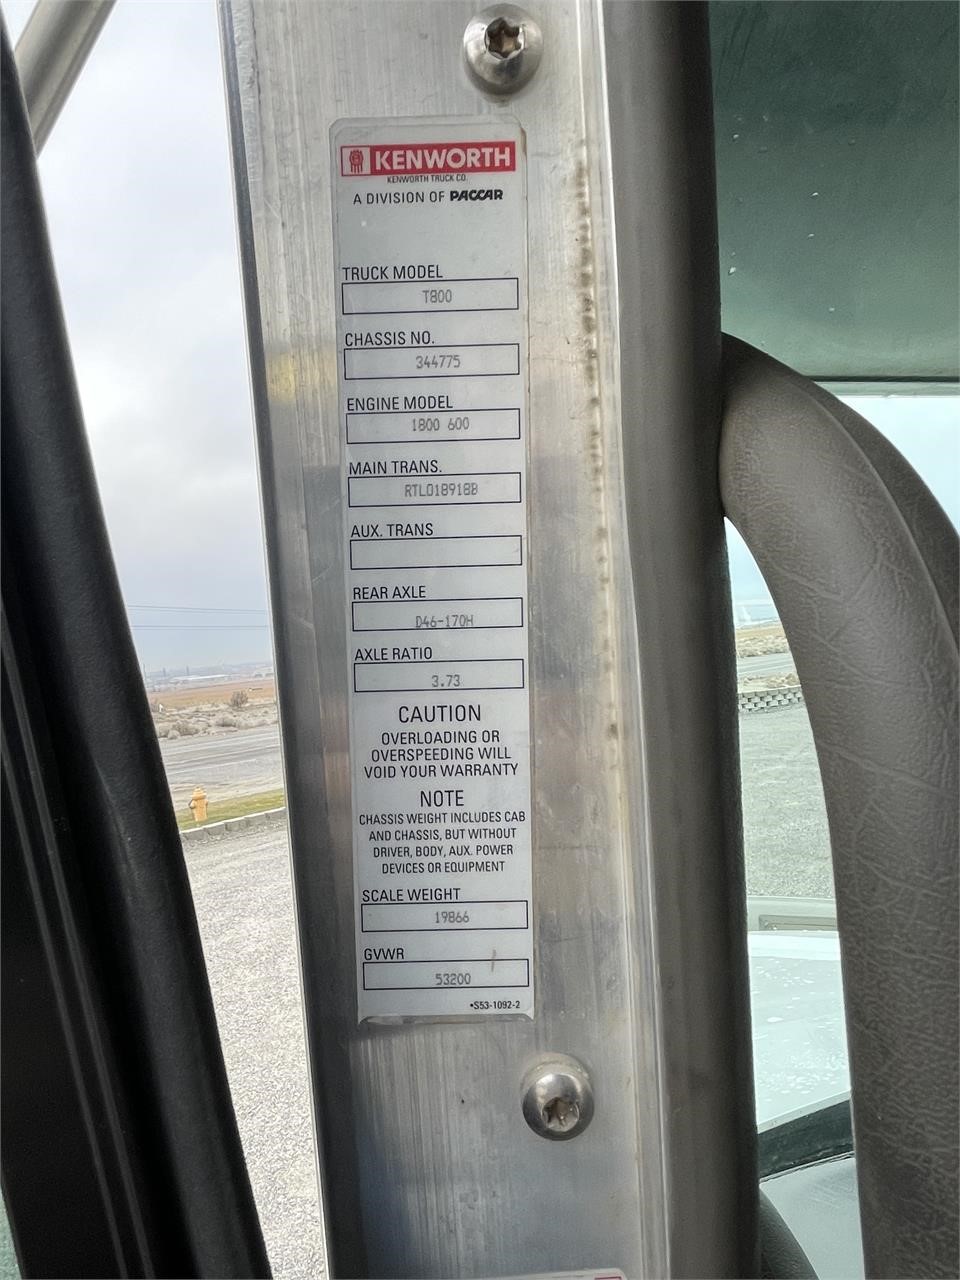 KENWORTH
KENWORTH TRUCK CO.
A DIVISION OF PACCAR
TRUCK MODEL
T800
CHASSIS NO.
344775
ENGINE MODEL
1800 600
MAIN TRANS.
RTLO18918B
AUX. TRANS
REAR AXLE
D46-170H
AXLE RATIO
3.73
CAUTION
OVERLOADING OR
OVERSPEEDING WILL
VOID YOUR WARRANTY
NOTE
CHASSIS WEIGHT INCLUDES CAB
AND CHASSIS, BUT WITHOUT
DRIVER, BODY, AUX. POWER
DEVICES OR EQUIPMENT
SCALE WEIGHT
19866
GVWR
53200
•S53-1092-2